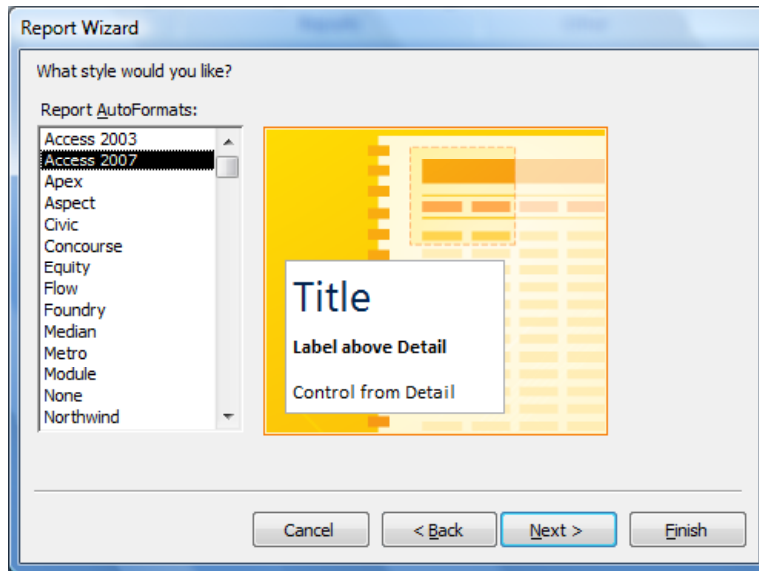 Report Wizard
What style would you like?
Report AutoFormats:
Access 2003
Access 2007
Apex
Aspect
Civic
Concourse
Equity
Flow
Foundry
Median
Metro
Module
None
Northwind
Title
Label above Detail
Control from Detail
Cancel
< Back
Next >
Finish